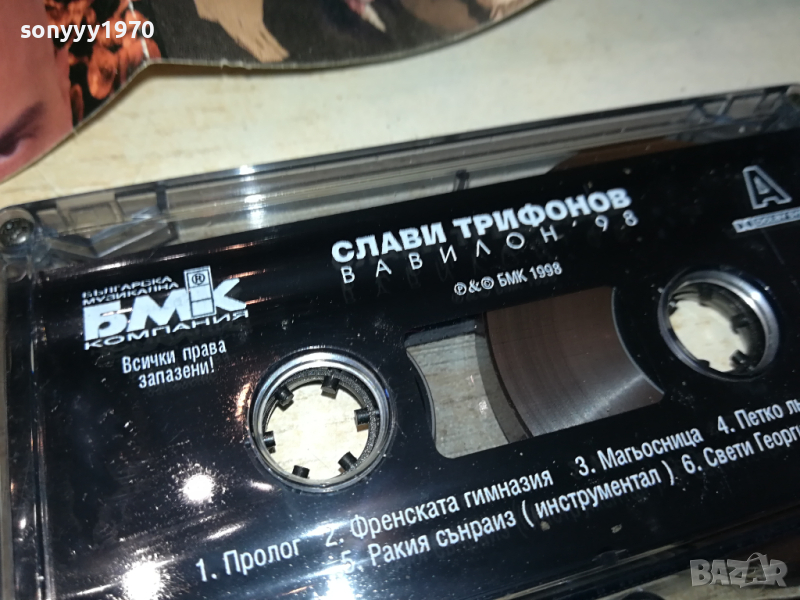 sonyyy1970
СЛАВИ ТРИФОНОВ
ВАВИЛОН '98
℗&© БМК 1998
A
БЪЛГАРСКА
МУЗИКАЛНА
®
БМК
КОМПАНИЯ
Всички права
запазени!
1. Пролог 2. Френската гимназия 3. Магьосница 4. Петко
5. Ракия сънраиз ( инструментал ) 6. Свети
BAZAR